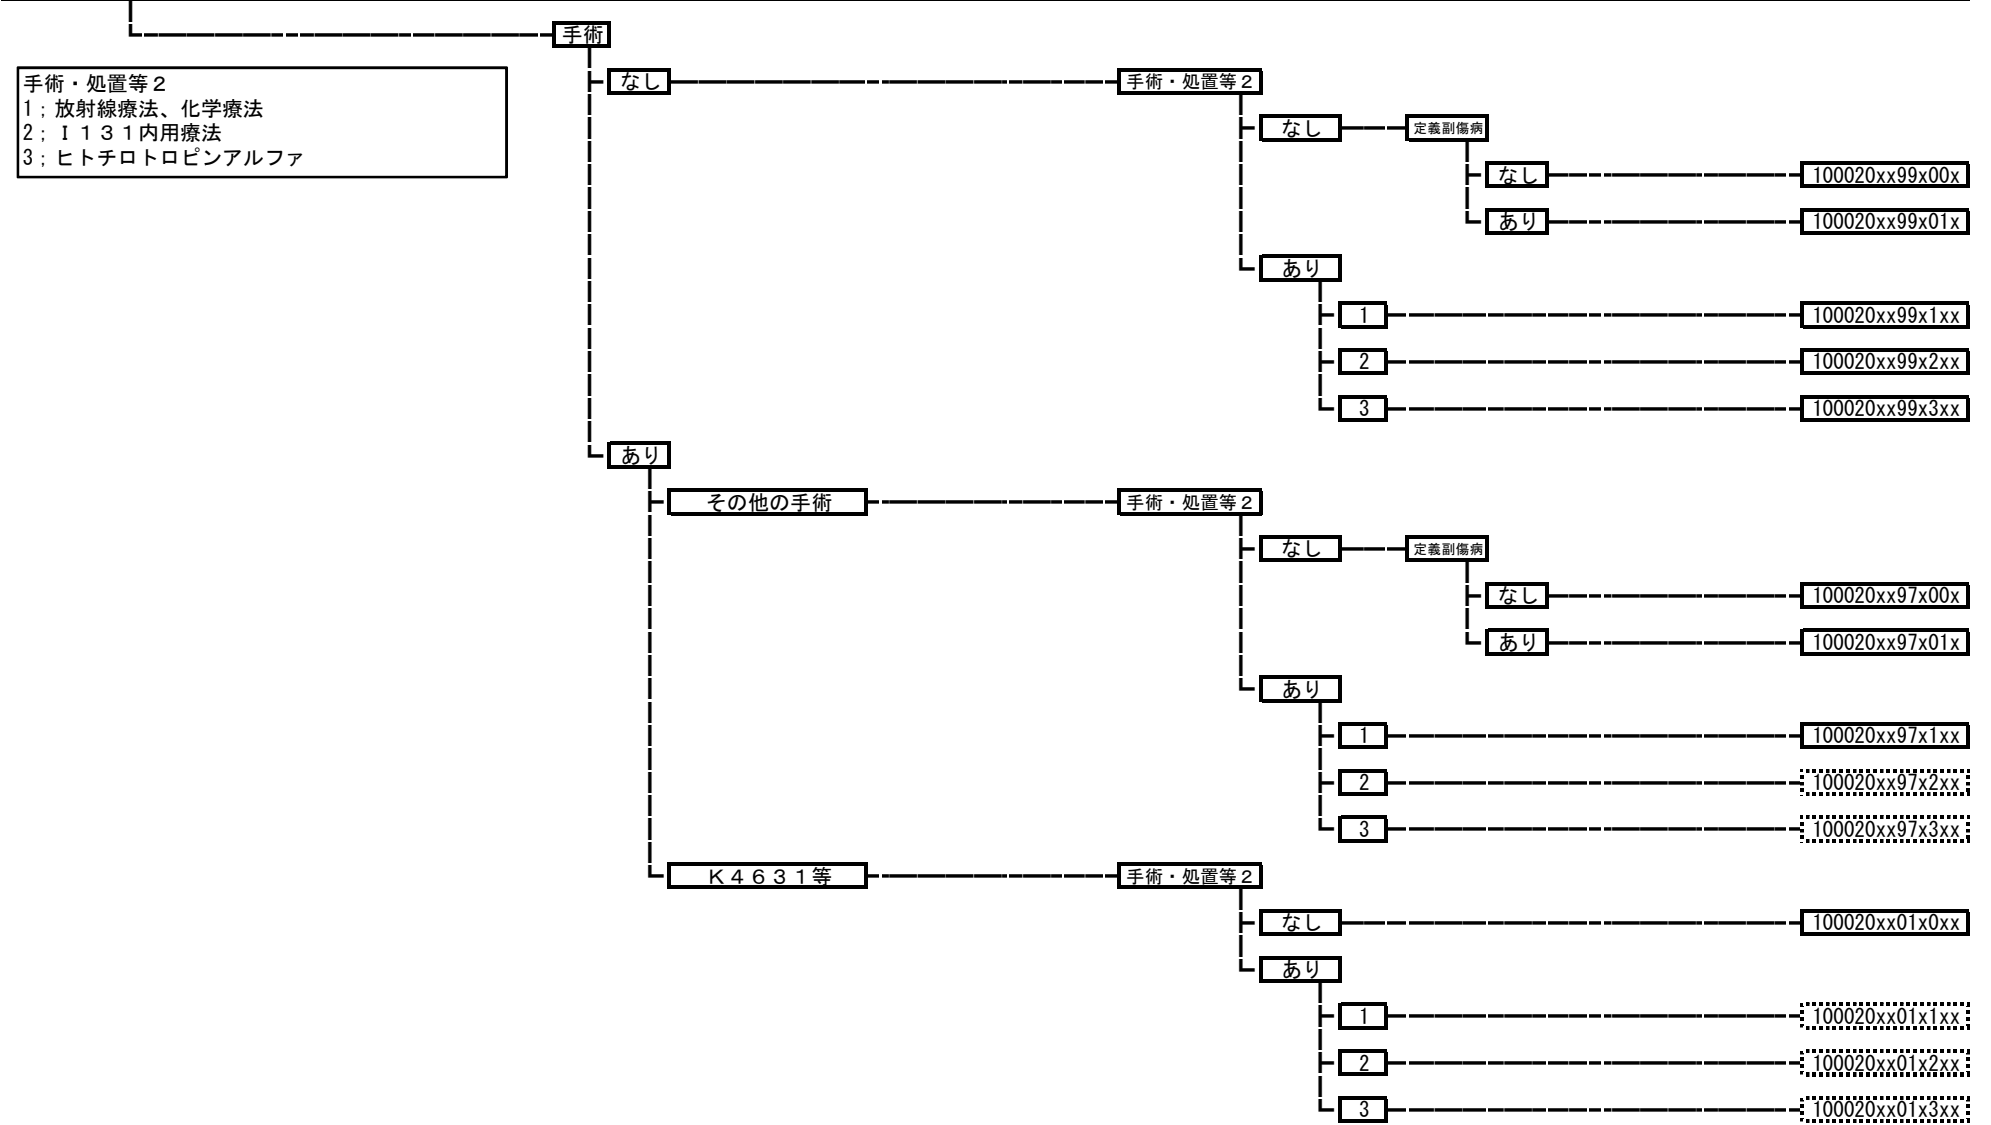 手術
手術・処置等２
1；放射線療法、化学療法
2；Ｉ１３１内用療法
3；ヒトチロトロピンアルファ
なし 手術・処置等２
なし 定義副傷病
なし 100020xx99x00x
あり 100020xx99x01x
あり
1 100020xx99x1xx
2 100020xx99x2xx
3 100020xx99x3xx
あり
その他の手術 手術・処置等２
なし 定義副傷病
なし 100020xx97x00x
あり 100020xx97x01x
あり
1 100020xx97x1xx
2 100020xx97x2xx
3 100020xx97x3xx
Ｋ４６３１等 手術・処置等２
なし 100020xx01x0xx
あり
1 100020xx01x1xx
2 100020xx01x2xx
3 100020xx01x3xx